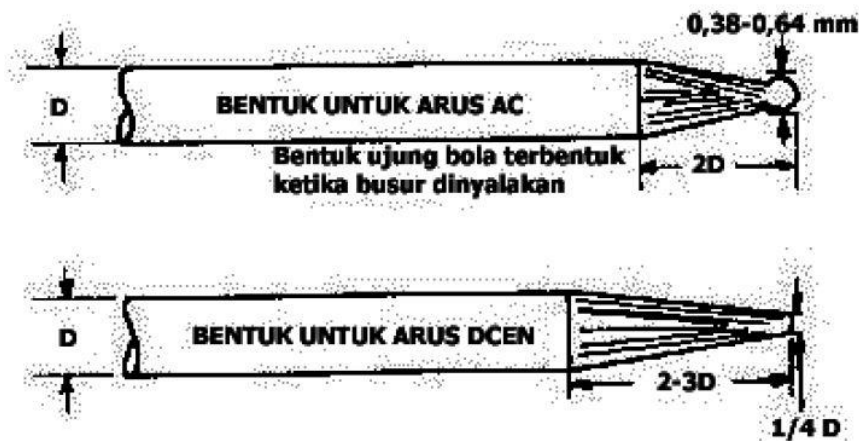 0,38-0,64 mm
D
BENTUK UNTUK ARUS AC
Bentuk ujung bola terbentuk
ketika busur dinyalakan
2D
D
BENTUK UNTUK ARUS DCEN
2-3D
1/4 D